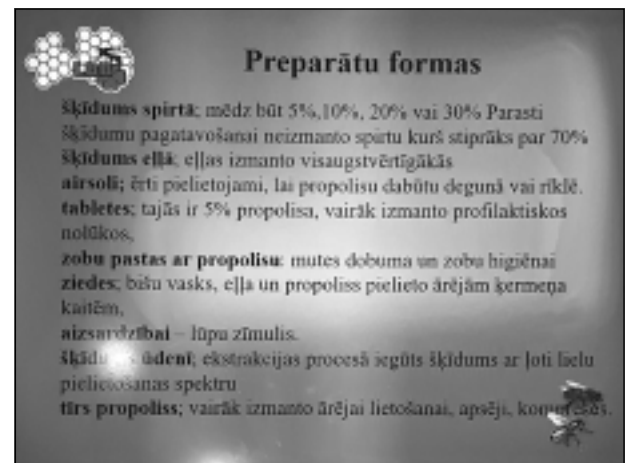 Preparātu formas
šķīdums spirtā; mēdz būt 5%,10%, 20% vai 30% Parasti
šķīdumu pagatavošanai neizmanto spirtu kurš stiprāks par 70%
šķīdums eļļā; eļļas izmanto visaugstvērtīgākās
airsoli; ērti pielietojami, lai propolisu dabūtu degunā vai rīklē.
tabletes; tajās ir 5% propolisa, vairāk izmanto profilaktiskos
nolūkos,
zobu pastas ar propolisu; mutes dobuma un zobu higiēnai
ziedes; bišu vasks, eļļa un propoliss pielieto ārējām ķermeņa
kaitēm,
aizsardzībai – lūpu zīmulis.
šķīdums ūdenī; ekstrakcijas procesā iegūts šķīdums ar ļoti lielu
pielietošanas spektru
tīrs propoliss; vairāk izmanto ārējai lietošanai, apsēji, kompreses.